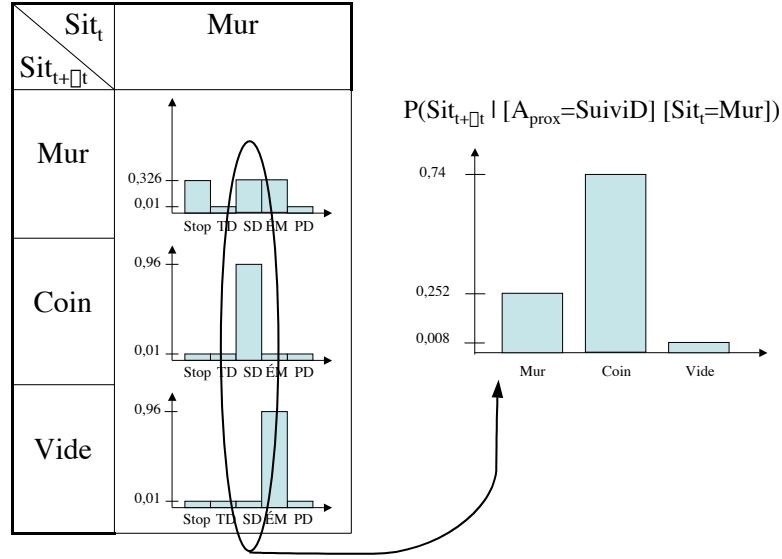 Sit_t
Sit_{t+□t}
Mur
Mur
0,326
0,01
Stop TD SD ÉM PD
Coin
0,96
0,01
Stop TD SD ÉM PD
Vide
0,96
0,01
Stop TD SD ÉM PD
P(Sit_{t+□t} | [A_{prox}=SuiviD] [Sit_t=Mur])
0,74
0,252
0,008
Mur Coin Vide